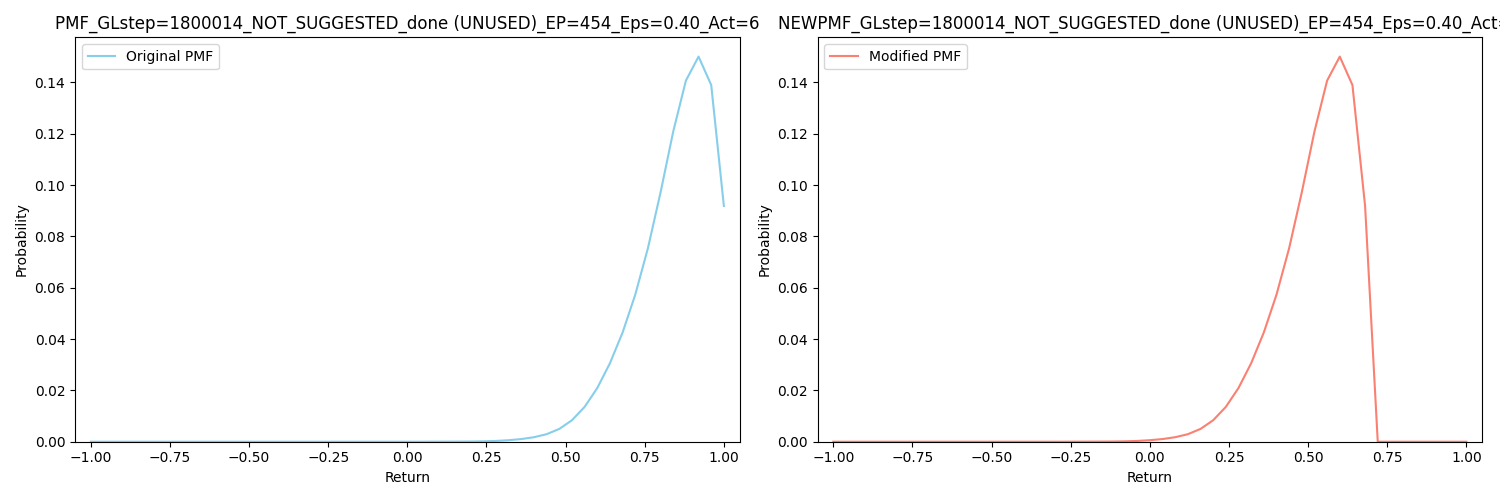 PMF_GLstep=1800014_NOT_SUGGESTED_done (UNUSED)_EP=454_Eps=0.40_Act=6
Original PMF
0.14
0.12
0.10
0.08
0.06
0.04
0.02
0.00
Probability
−1.00 −0.75 −0.50 −0.25 0.00 0.25 0.50 0.75 1.00
Return
NEWPMF_GLstep=1800014_NOT_SUGGESTED_done (UNUSED)_EP=454_Eps=0.40_Act=
Modified PMF
0.14
0.12
0.10
0.08
0.06
0.04
0.02
0.00
Probability
−1.00 −0.75 −0.50 −0.25 0.00 0.25 0.50 0.75 1.00
Return